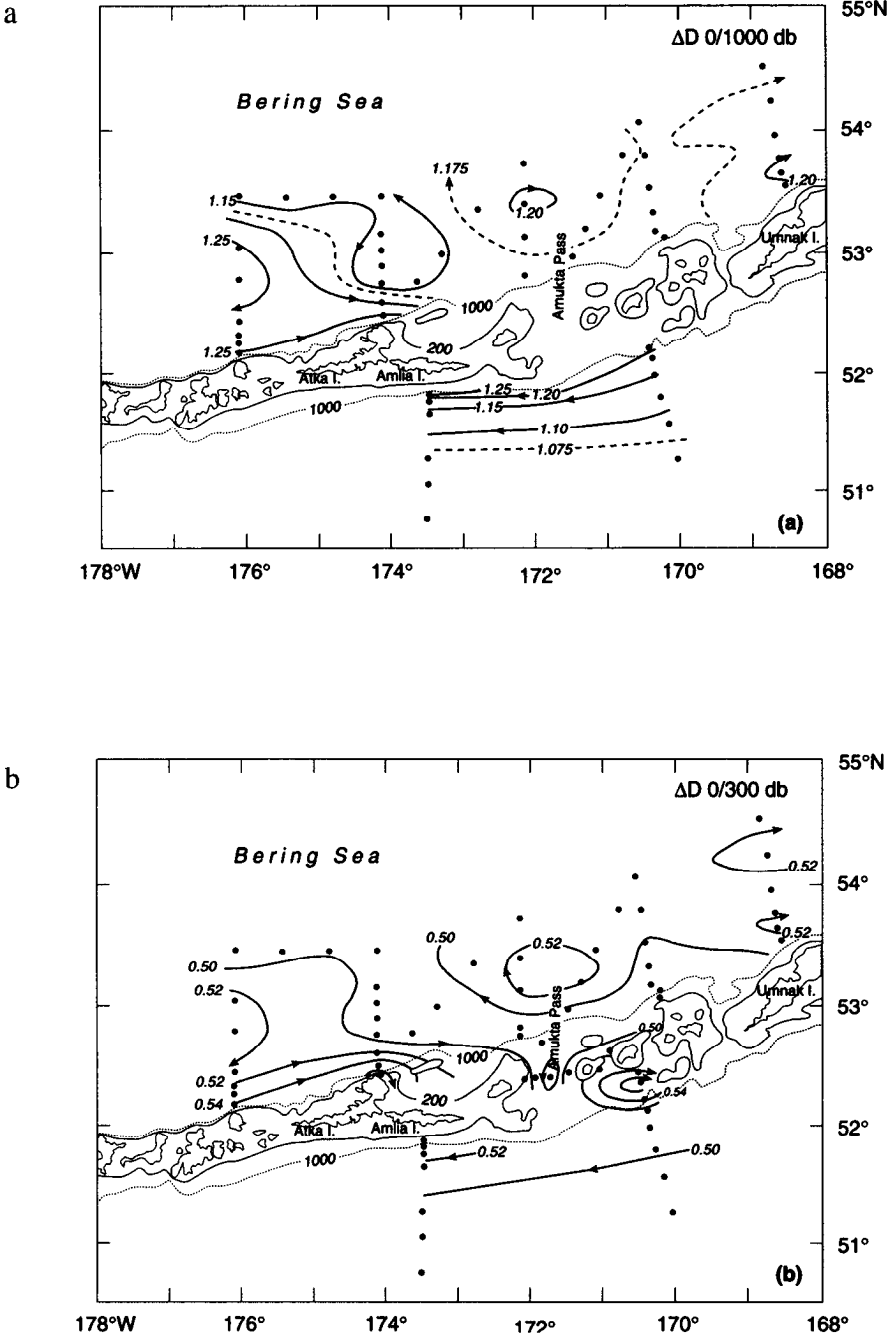 a
55°N
ΔD 0/1000 db
Bering Sea
54°
1.175
1.15
1.20
1.20
1.25
Umnak I.
53°
Amukta Pass
1000
200
1.25
Atka I.
Amlia I.
52°
1000
1.25
1.20
1.15
1.10
1.075
51°
(a)
178°W
176°
174°
172°
170°
168°
b
55°N
ΔD 0/300 db
Bering Sea
0.52
54°
0.50
0.52
0.52
0.50
0.52
Umnak I.
53°
Amukta Pass
0.50
1000
0.52
0.54
200
0.54
Atka I.
Amlia I.
52°
1000
0.52
0.50
51°
(b)
178°W
176°
174°
172°
170°
168°